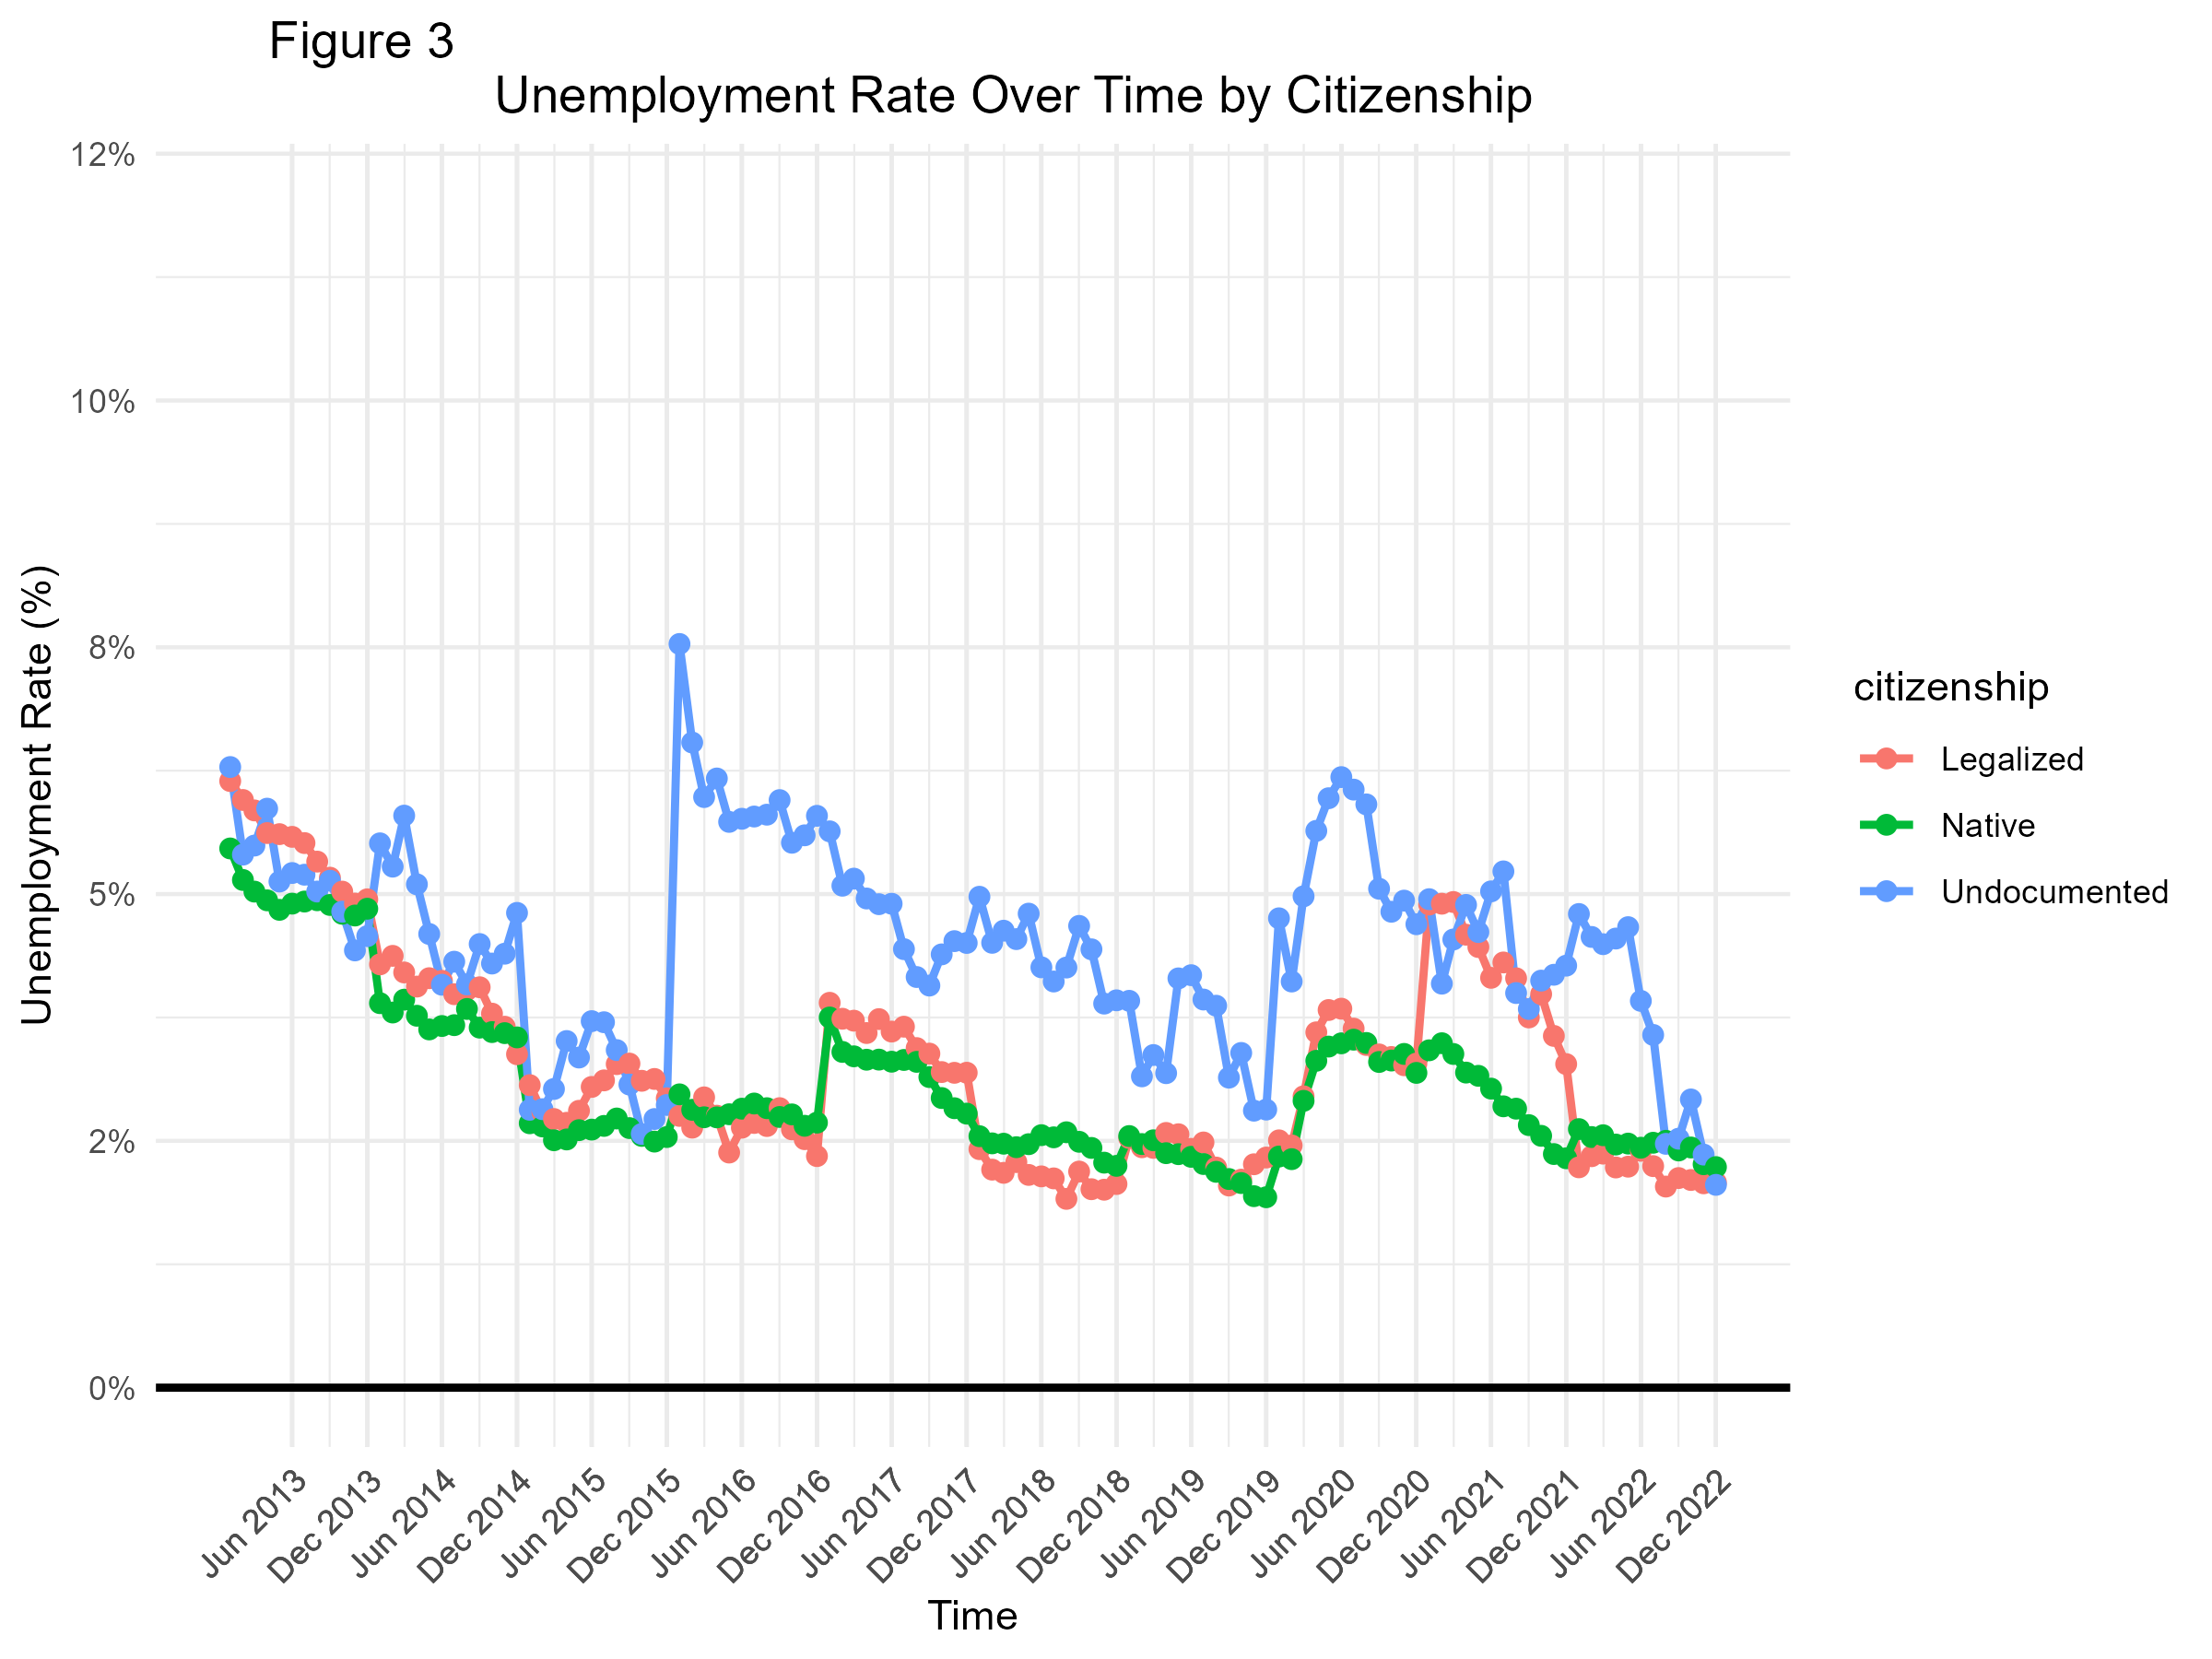 Figure 3
Unemployment Rate Over Time by Citizenship
Unemployment Rate (%)
12%
10%
8%
5%
2%
0%
Jun 2013
Dec 2013
Jun 2014
Dec 2014
Jun 2015
Dec 2015
Jun 2016
Dec 2016
Jun 2017
Dec 2017
Jun 2018
Dec 2018
Jun 2019
Dec 2019
Jun 2020
Dec 2020
Jun 2021
Dec 2021
Jun 2022
Dec 2022
Time
citizenship
Legalized
Native
Undocumented